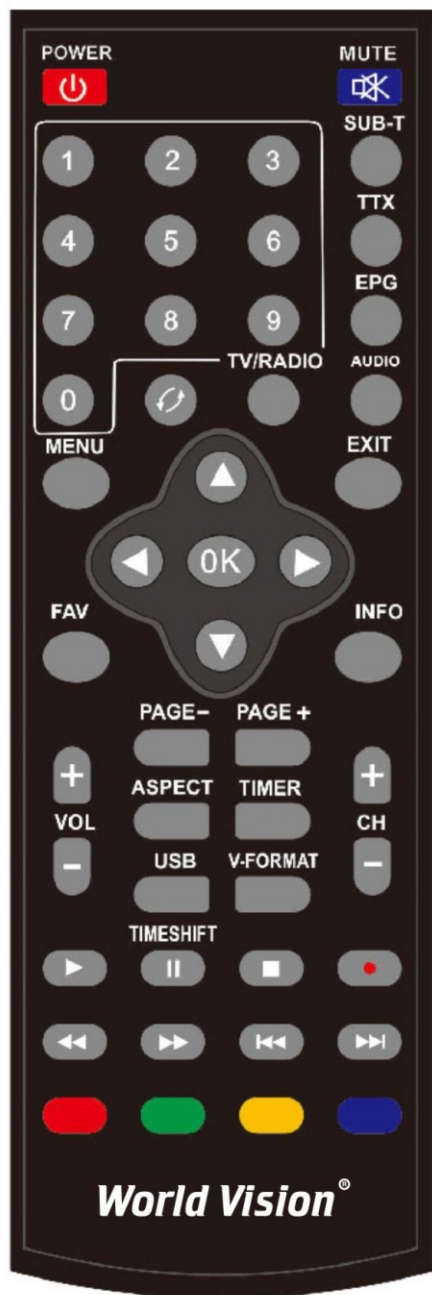 POWER MUTE
SUB-T
1 2 3
TTX
4 5 6
EPG
7 8 9
TV/RADIO AUDIO
0
MENU EXIT
OK
FAV INFO
PAGE− PAGE +
+ +
ASPECT TIMER
VOL CH
− −
USB V-FORMAT
TIMESHIFT
World Vision®